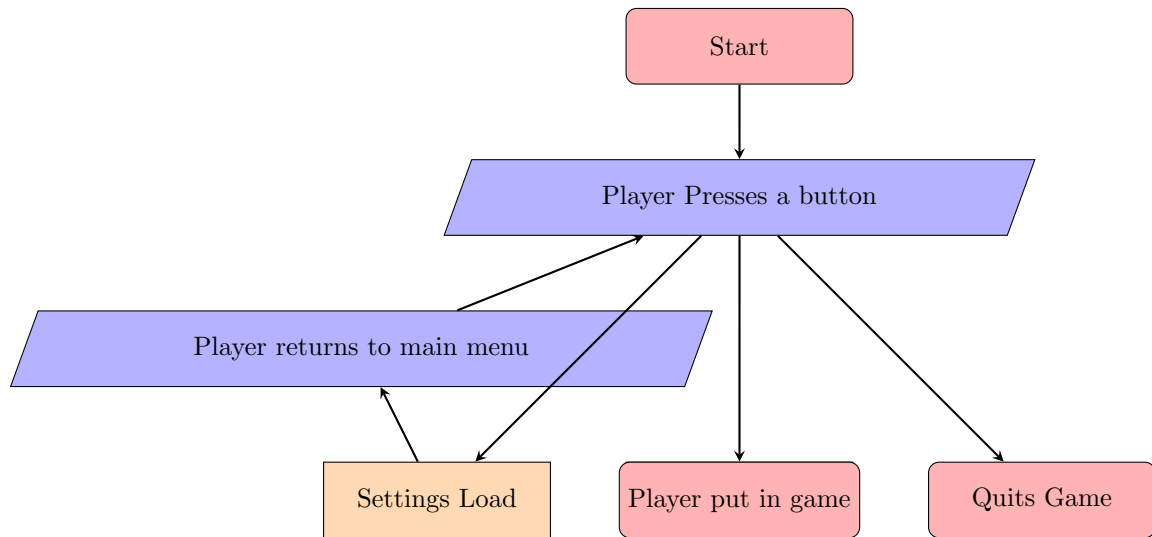 Start
Player Presses a button
Player returns to main menu
Settings Load
Player put in game
Quits Game